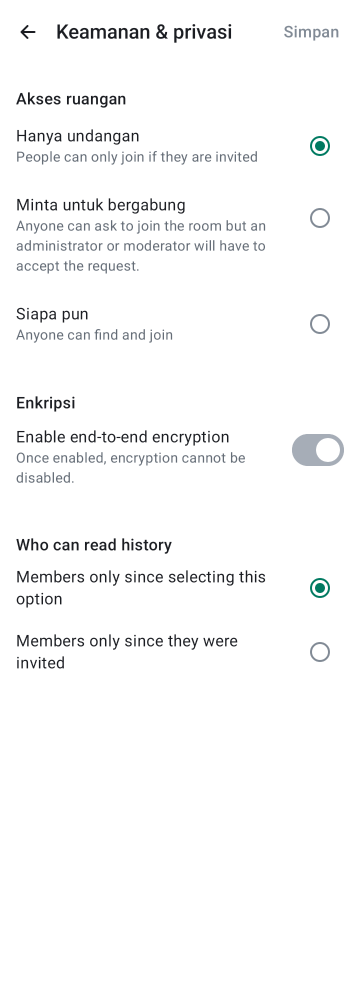 Keamanan & privasi
Simpan
Akses ruangan
Hanya undangan
People can only join if they are invited
Minta untuk bergabung
Anyone can ask to join the room but an
administrator or moderator will have to
accept the request.
Siapa pun
Anyone can find and join
Enkripsi
Enable end-to-end encryption
Once enabled, encryption cannot be
disabled.
Who can read history
Members only since selecting this
option
Members only since they were
invited